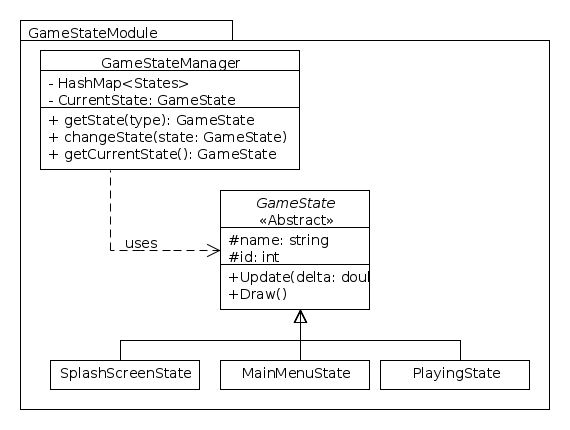 GameStateModule
GameStateManager
- HashMap<States>
- CurrentState: GameState
+ getState(type): GameState
+ changeState(state: GameState)
+ getCurrentState(): GameState
GameState
«Abstract»
#name: string
#id: int
+Update(delta: doul
+Draw()
uses
SplashScreenState
MainMenuState
PlayingState